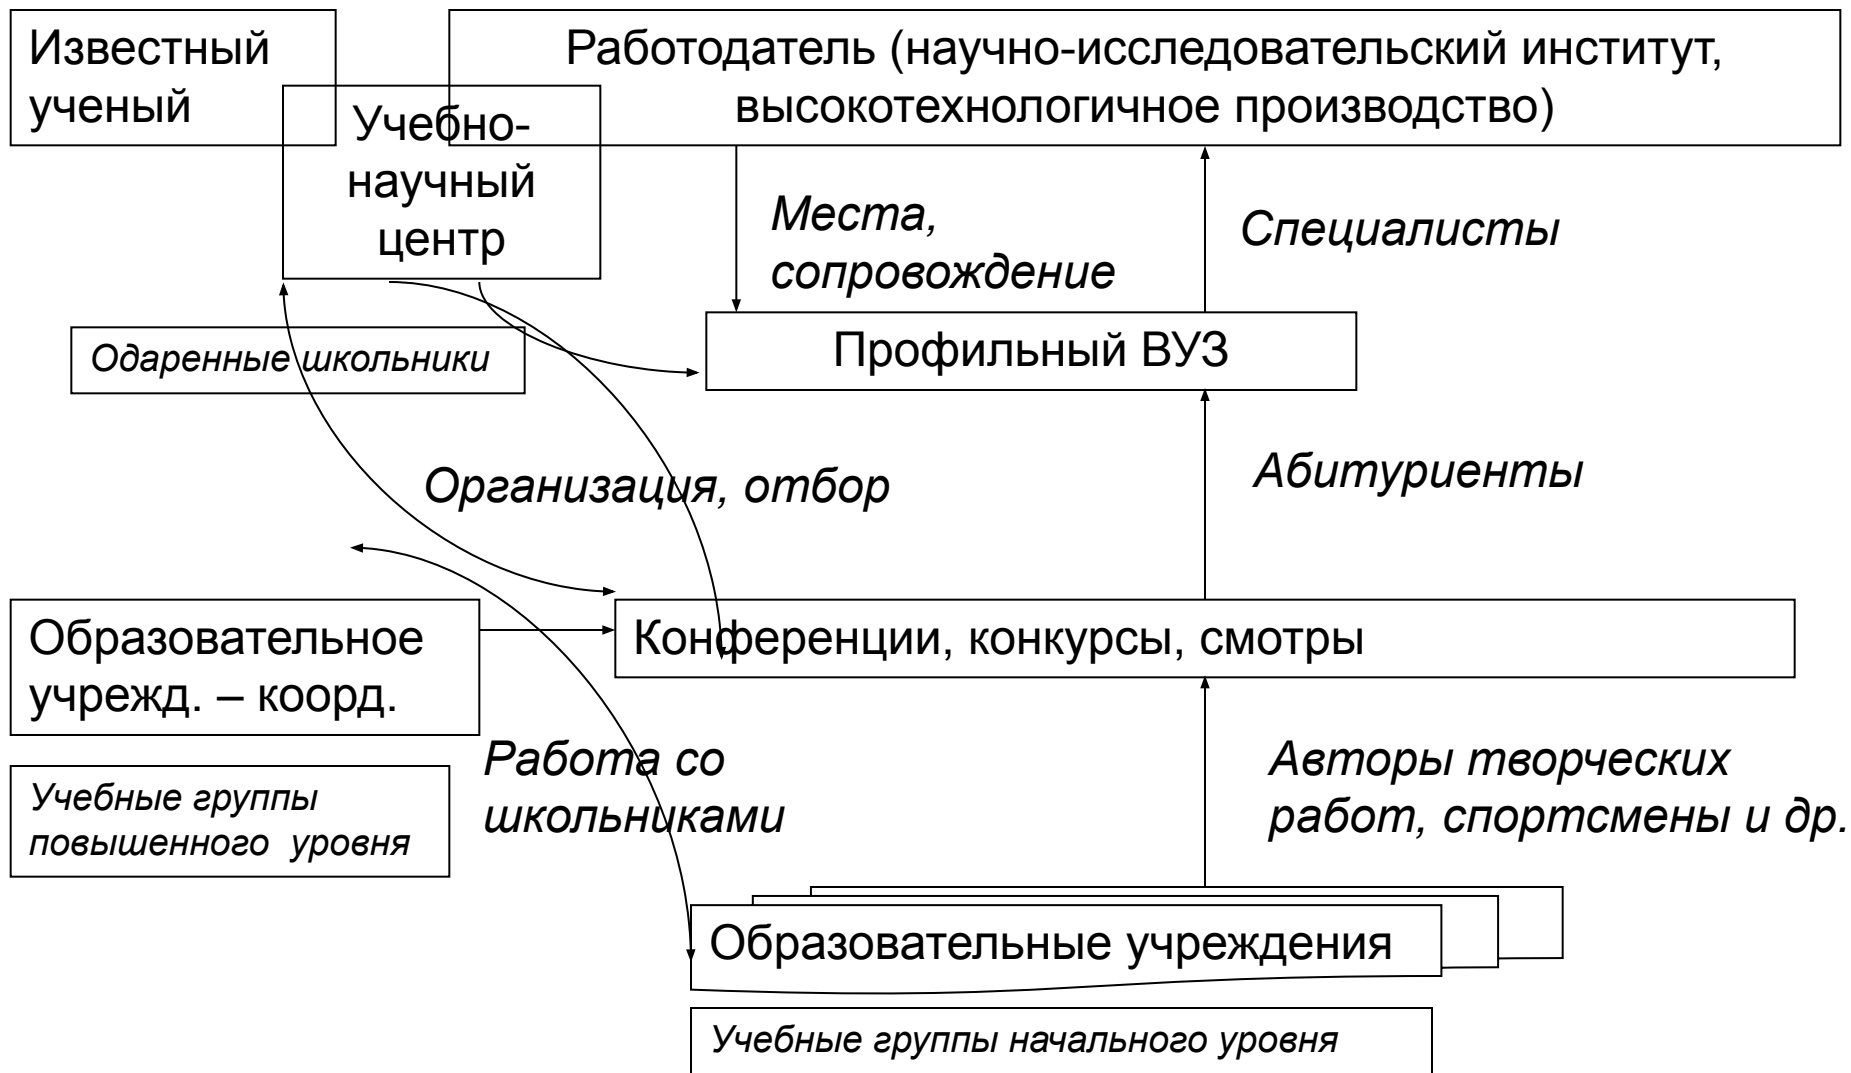 Известный
ученый
Работодатель (научно-исследовательский институт,
высокотехнологичное производство)
Учебно-
научный
центр
Места,
сопровождение
Специалисты
Одаренные школьники
Профильный ВУЗ
Организация, отбор
Абитуриенты
Образовательное
учрежд. – коорд.
Конференции, конкурсы, смотры
Работа со
школьниками
Авторы творческих
работ, спортсмены и др.
Учебные группы
повышенного уровня
Образовательные учреждения
Учебные группы начального уровня